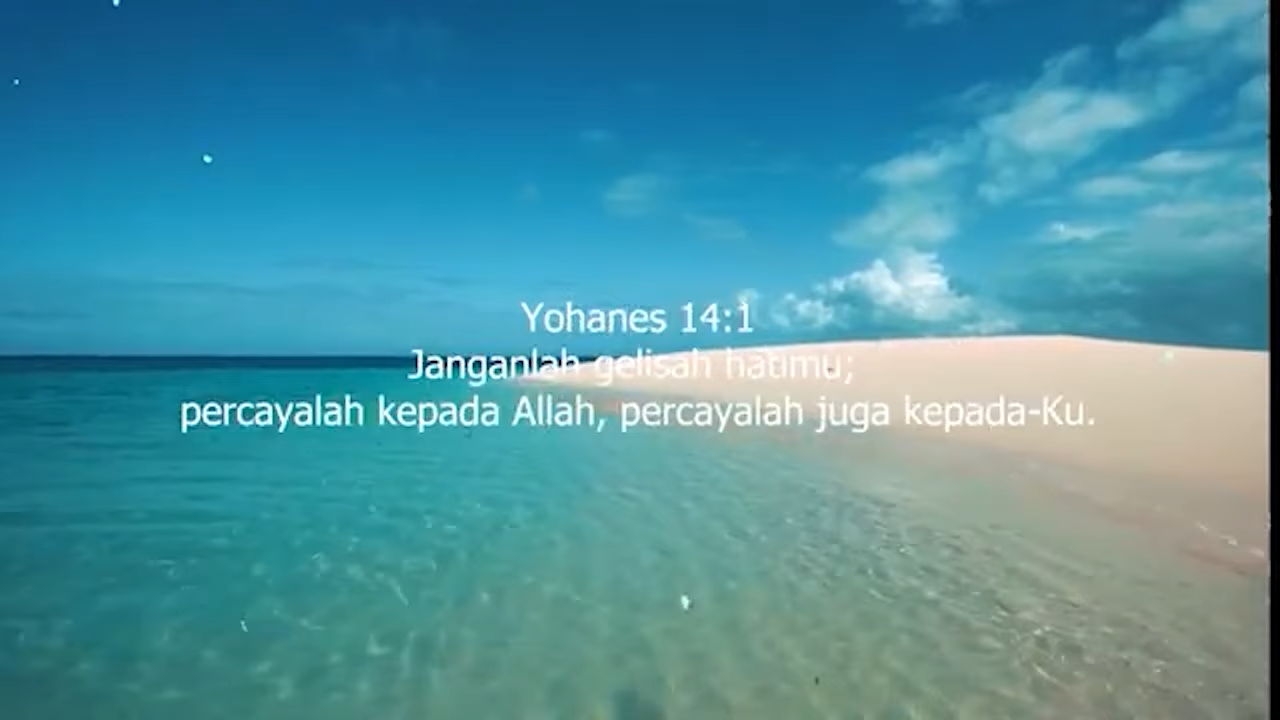 Yohanes 14:1
Janganlah gelisah hatimu;
percayalah kepada Allah, percayalah juga kepada-Ku.